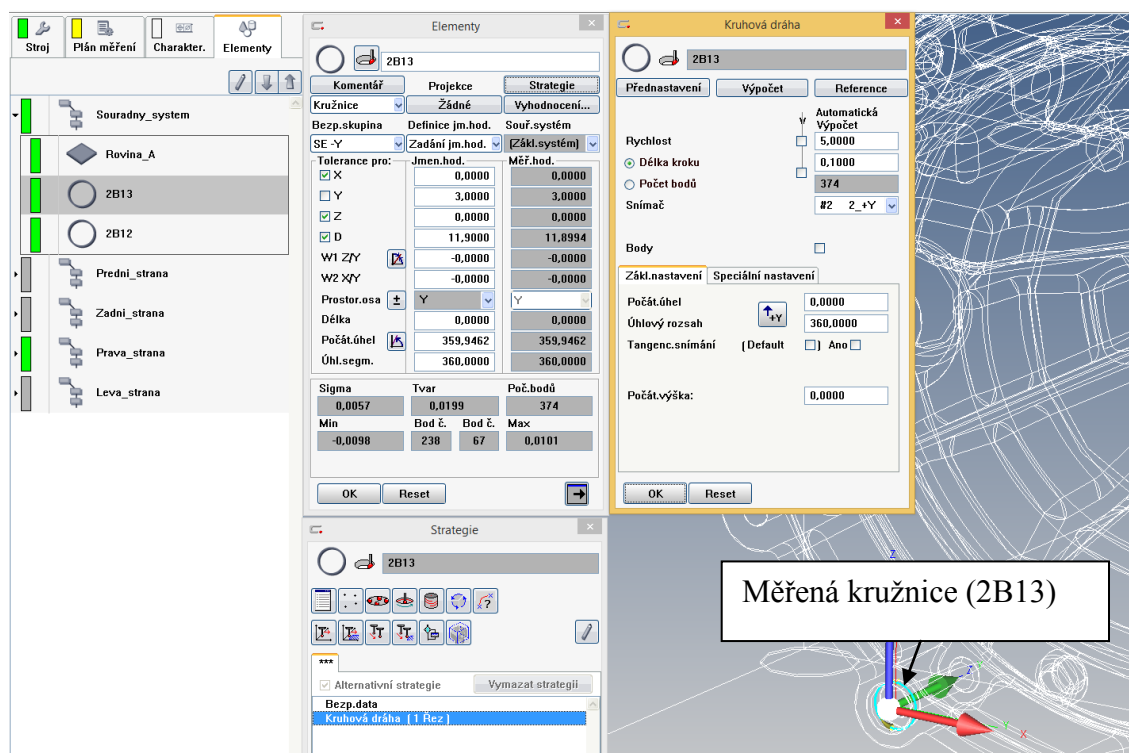 Stroj
Plán měření
Charakter.
Elementy
Souradny_system
Rovina_A
2B13
2B12
Predni_strana
Zadni_strana
Prava_strana
Leva_strana
Elementy
2B13
Komentář Projekce Strategie
Kružnice Žádné Vyhodnocení...
Bezp.skupina Definice jm.hod. Souř.systém
SE -Y Zadání jm.hod. [Zákl.systém]
Tolerance pro: Jmen.hod. Měř.hod.
X 0,0000 0,0000
Y 3,0000 3,0000
Z 0,0000 0,0000
D 11,9000 11,8994
W1 Z/Y -0,0000 -0,0000
W2 X/Y -0,0000 -0,0000
Prostor.osa ± Y Y
Délka 0,0000 0,0000
Počát.úhel 359,9462 359,9462
Úhl.segm. 360,0000 360,0000
Sigma Tvar Poč.bodů
0,0057 0,0199 374
Min Bod č. Bod č. Max
-0,0098 238 67 0,0101
OK Reset
Kruhová dráha
2B13
Přednastavení Výpočet Reference
Automatická
Výpočet
Rychlost 5,0000
Délka kroku 0,1000
Počet bodů 374
Snímač #2 2_+Y
Body
Zákl.nastavení Speciální nastavení
Počát.úhel 0,0000
+Y
Úhlový rozsah 360,0000
Tangenc.snímání (Default ) Ano
Počát.výška: 0,0000
OK Reset
Strategie
2B13
***
Alternativní strategie Vymazat strategii
Bezp.data
Kruhová dráha ( 1 Řez )
Z
Měřená kružnice (2B13)
Y
X